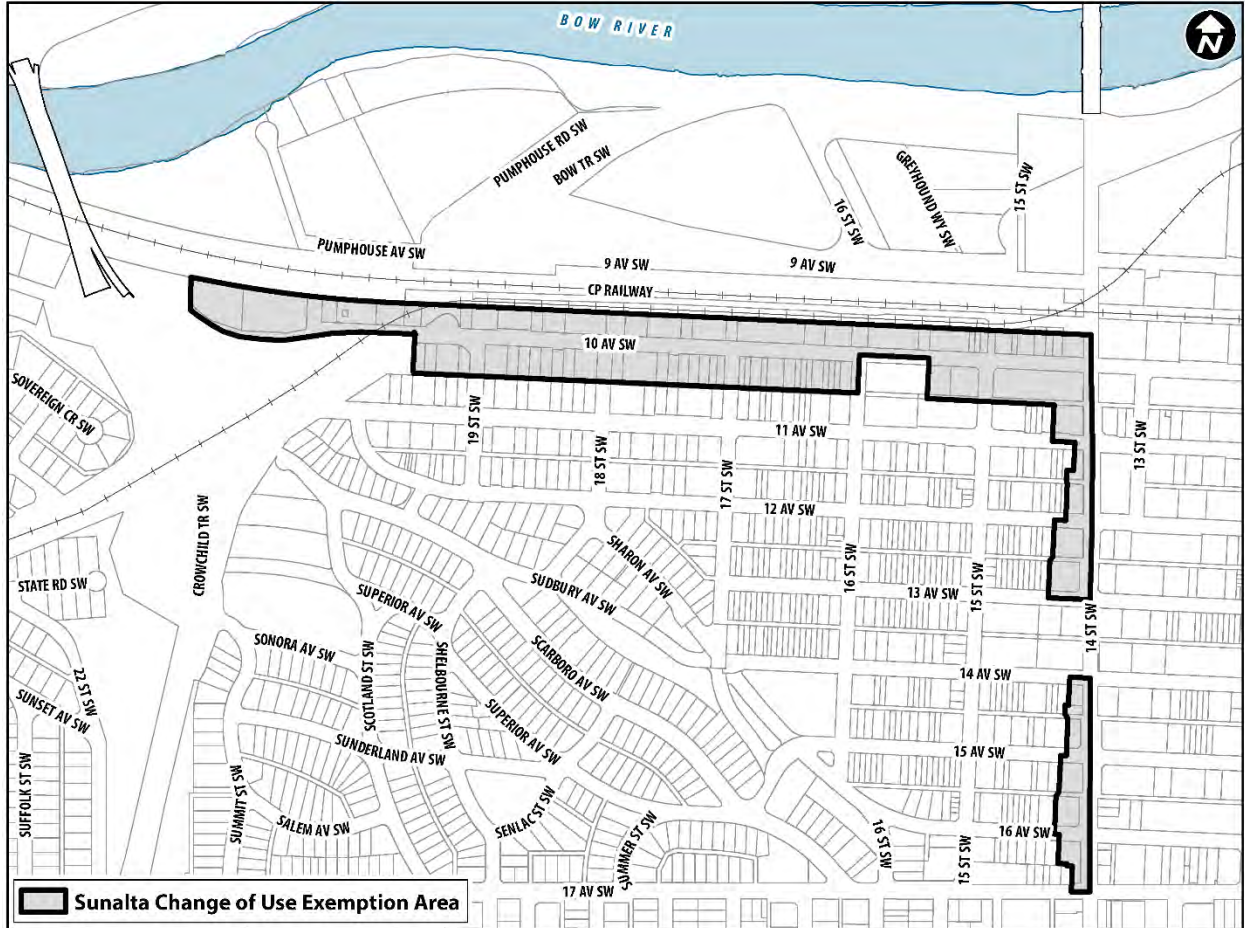 BOW RIVER
N
PUMPHOUSE RD SW
BOW TR SW
16 ST SW
GREYHOUND WY SW
15 ST SW
PUMPHOUSE AV SW
9 AV SW
9 AV SW
CP RAILWAY
10 AV SW
SOVEREIGN CR SW
19 ST SW
18 ST SW
17 ST SW
11 AV SW
13 ST SW
12 AV SW
CROWCHILD TR SW
SHARON AV SW
16 ST SW
15 ST SW
13 AV SW
STATE RD SW
SUDBURY AV SW
SUPERIOR AV SW
14 ST SW
SONORA AV SW
SCOTLAND ST SW
SHELBOURNE ST SW
SCARBORO AV SW
14 AV SW
22 ST SW
SUNSET AV SW
SUPERIOR AV SW
SUNDERLAND AV SW
15 AV SW
SUFFOLK ST SW
SUMMIT ST SW
SALEM AV SW
SENLAC ST SW
SUMMER ST SW
16 ST SW
15 ST SW
16 AV SW
17 AV SW
Sunalta Change of Use Exemption Area